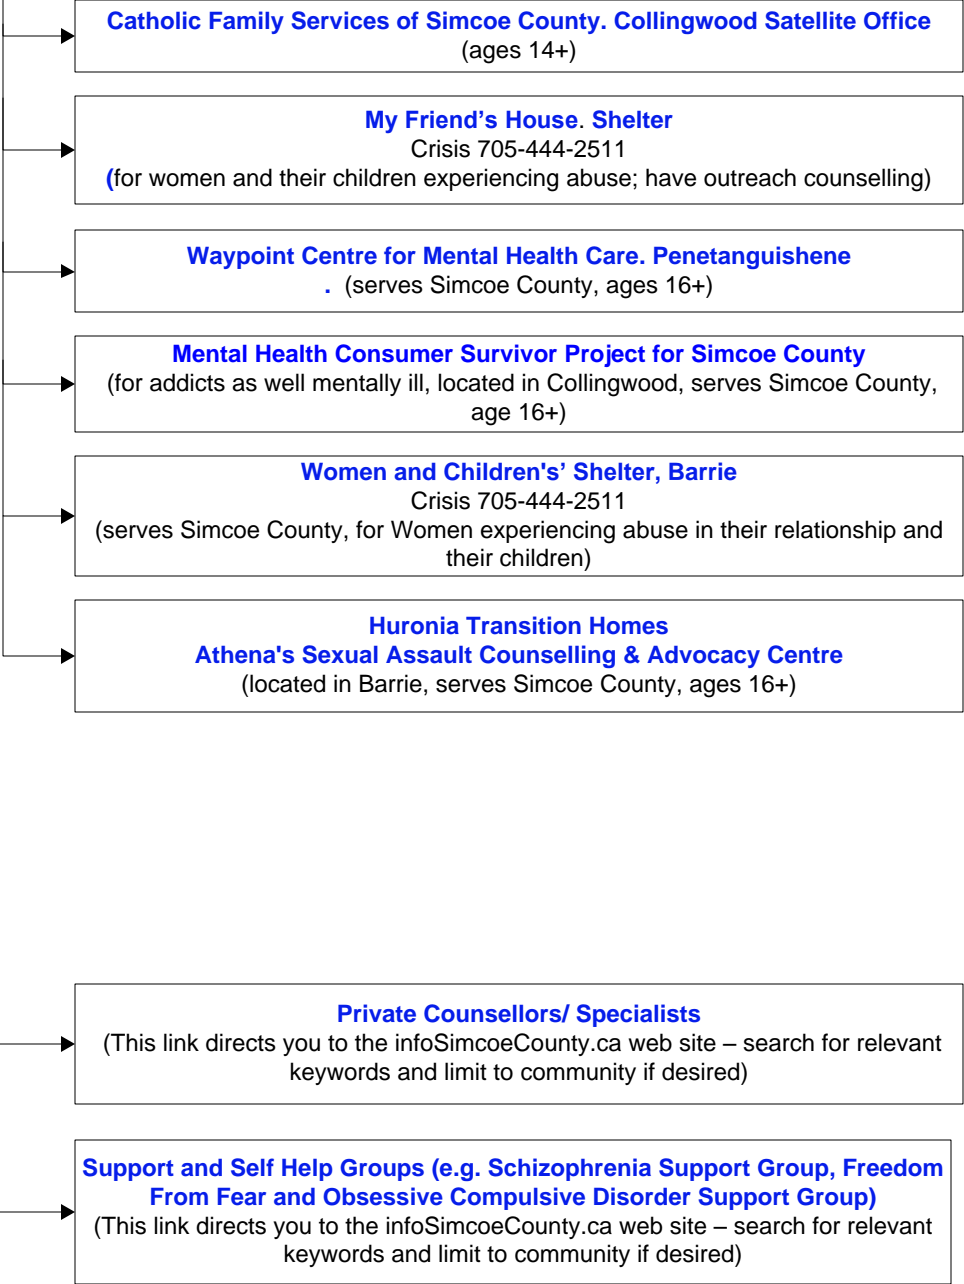 Catholic Family Services of Simcoe County. Collingwood Satellite Office
(ages 14+)
My Friend’s House. Shelter
Crisis 705-444-2511
(for women and their children experiencing abuse; have outreach counselling)
Waypoint Centre for Mental Health Care. Penetanguishene
. (serves Simcoe County, ages 16+)
Mental Health Consumer Survivor Project for Simcoe County
(for addicts as well mentally ill, located in Collingwood, serves Simcoe County,
age 16+)
Women and Children's’ Shelter, Barrie
Crisis 705-444-2511
(serves Simcoe County, for Women experiencing abuse in their relationship and
their children)
Huronia Transition Homes
Athena's Sexual Assault Counselling & Advocacy Centre
(located in Barrie, serves Simcoe County, ages 16+)
Private Counsellors/ Specialists
(This link directs you to the infoSimcoeCounty.ca web site – search for relevant
keywords and limit to community if desired)
Support and Self Help Groups (e.g. Schizophrenia Support Group, Freedom
From Fear and Obsessive Compulsive Disorder Support Group)
(This link directs you to the infoSimcoeCounty.ca web site – search for relevant
keywords and limit to community if desired)